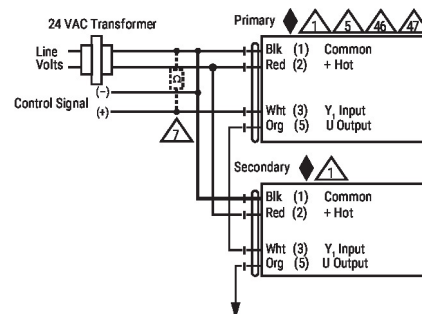 24 VAC Transformer
Primary 1 5 46 47
Line Volts
Blk (1) Common
Red (2) + Hot
(–)
Control Signal (+)
Ω
7
Wht (3) Y₁ Input
Org (5) U Output
Secondary 1
Blk (1) Common
Red (2) + Hot
Wht (3) Y₁ Input
Org (5) U Output